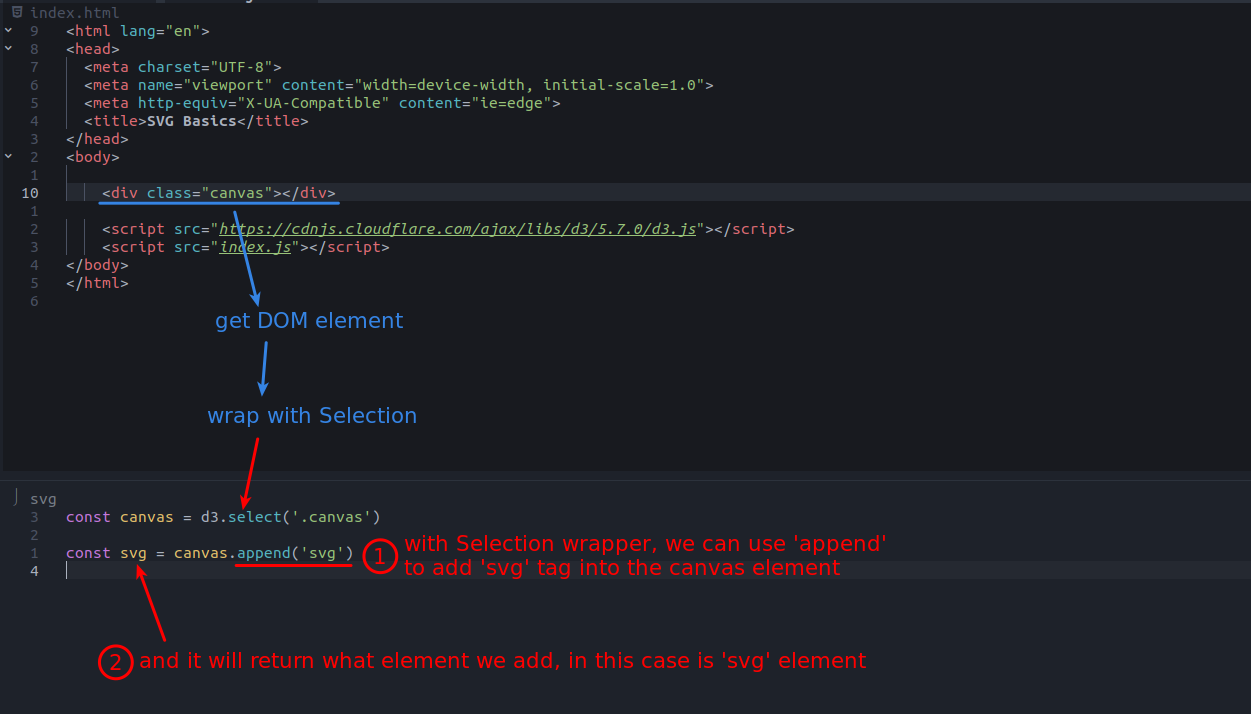 index.html
9 <html lang="en">
8 <head>
7 <meta charset="UTF-8">
6 <meta name="viewport" content="width=device-width, initial-scale=1.0">
5 <meta http-equiv="X-UA-Compatible" content="ie=edge">
4 <title>SVG Basics</title>
3 </head>
2 <body>
1
10 <div class="canvas"></div>
1
2 <script src="https://cdnjs.cloudflare.com/ajax/libs/d3/5.7.0/d3.js"></script>
3 <script src="index.js"></script>
4 </body>
5 </html>
6
get DOM element
wrap with Selection
svg
3 const canvas = d3.select('.canvas')
2
1 const svg = canvas.append('svg')
4
1 with Selection wrapper, we can use 'append'
to add 'svg' tag into the canvas element
2 and it will return what element we add, in this case is 'svg' element